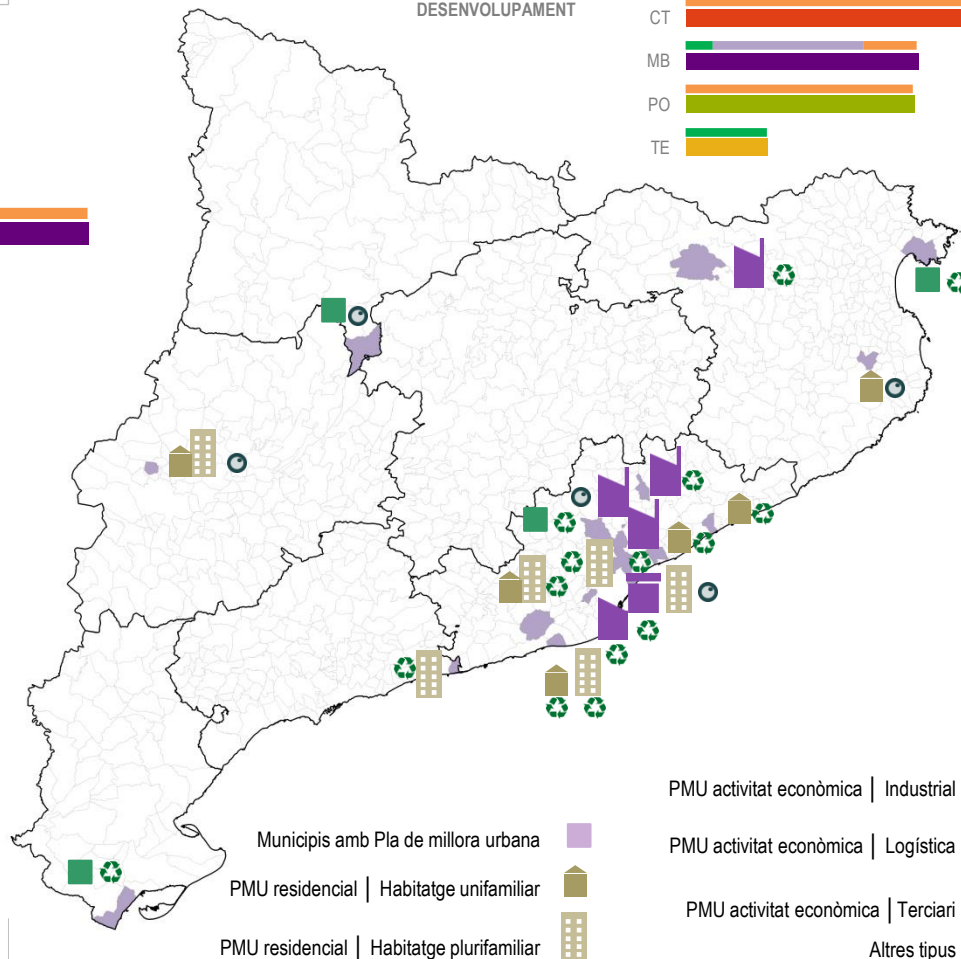 DESENVOLUPAMENT
CT
MB
PO
TE
Municipis amb Pla de millora urbana
PMU residencial | Habitatge unifamiliar
PMU residencial | Habitatge plurifamiliar
PMU activitat econòmica | Industrial
PMU activitat econòmica | Logística
PMU activitat econòmica | Terciari
Altres tipus